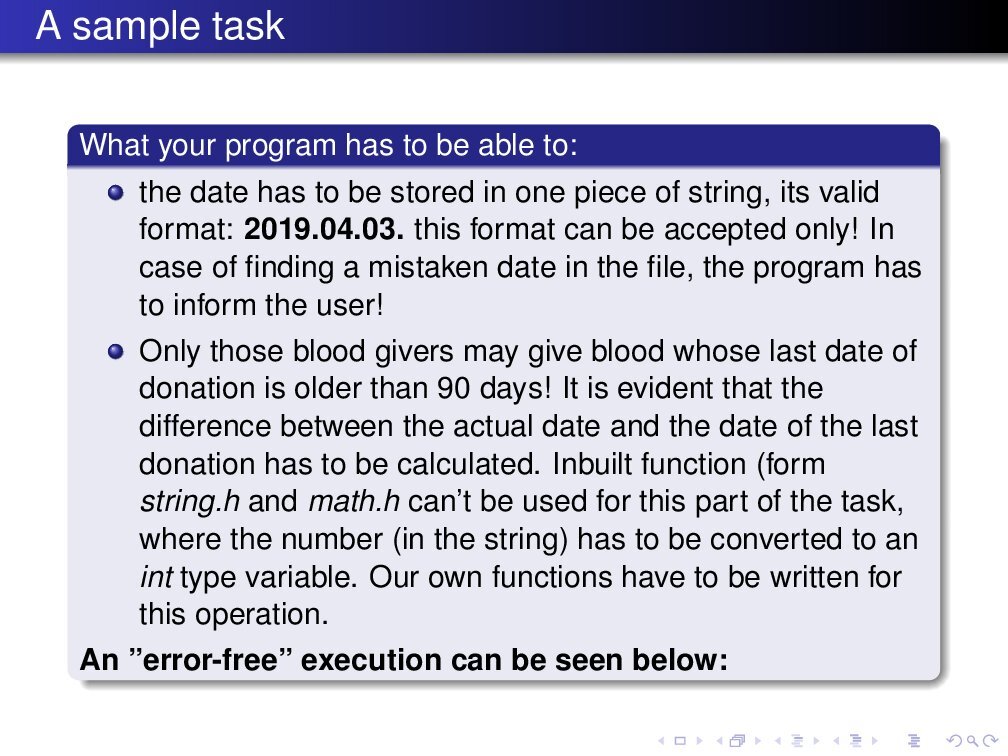 A sample task
What your program has to be able to:
the date has to be stored in one piece of string, its valid
format: 2019.04.03. this format can be accepted only! In
case of finding a mistaken date in the file, the program has
to inform the user!
Only those blood givers may give blood whose last date of
donation is older than 90 days! It is evident that the
difference between the actual date and the date of the last
donation has to be calculated. Inbuilt function (form
string.h and math.h can't be used for this part of the task,
where the number (in the string) has to be converted to an
int type variable. Our own functions have to be written for
this operation.
An ”error-free” execution can be seen below: